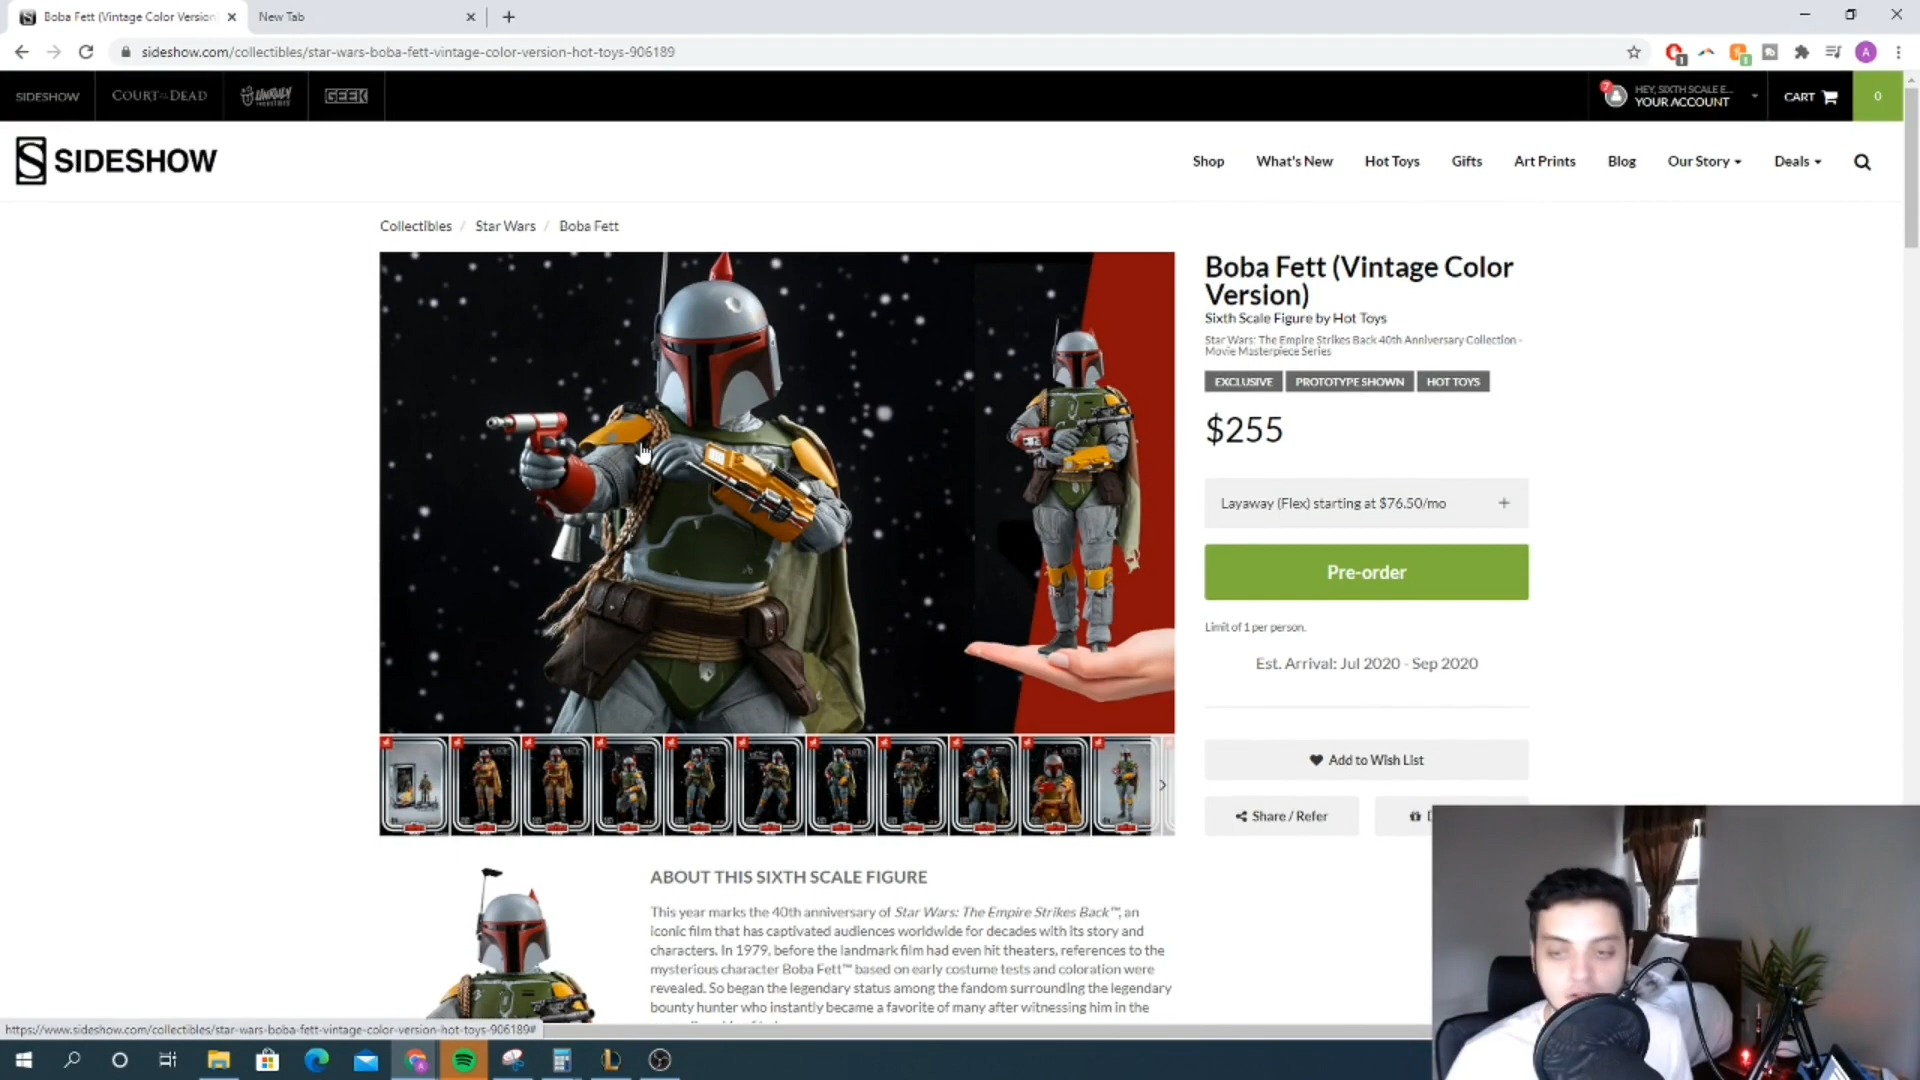 Boba Fett (Vintage Color Version
New Tab
sideshow.com/collectibles/star-wars-boba-fett-vintage-color-version-hot-toys-906189
SIDESHOW
COURT OF THE DEAD
UNRULY
GEEK
7
HEY, SIXTH SCALE E...
YOUR ACCOUNT
CART
0
SIDESHOW
Shop
What's New
Hot Toys
Gifts
Art Prints
Blog
Our Story
Deals
Collectibles / Star Wars / Boba Fett
Boba Fett (Vintage Color
Version)
Sixth Scale Figure by Hot Toys
Star Wars: The Empire Strikes Back 40th Anniversary Collection -
Movie Masterpiece Series
EXCLUSIVE
PROTOTYPE SHOWN
HOT TOYS
$255
Layaway (Flex) starting at $76.50/mo +
Pre-order
Limit of 1 per person.
Est. Arrival: Jul 2020 - Sep 2020
Add to Wish List
Share / Refer
ABOUT THIS SIXTH SCALE FIGURE
This year marks the 40th anniversary of Star Wars: The Empire Strikes Back™, an
iconic film that has captivated audiences worldwide for decades with its story and
characters. In 1979, before the landmark film had even hit theaters, references to the
mysterious character Boba Fett™ based on early costume tests and coloration were
revealed. So began the legendary status among the fandom surrounding the legendary
bounty hunter who instantly became a favorite of many after witnessing him in the
https://www.sideshow.com/collectibles/star-wars-boba-fett-vintage-color-version-hot-toys-906189#